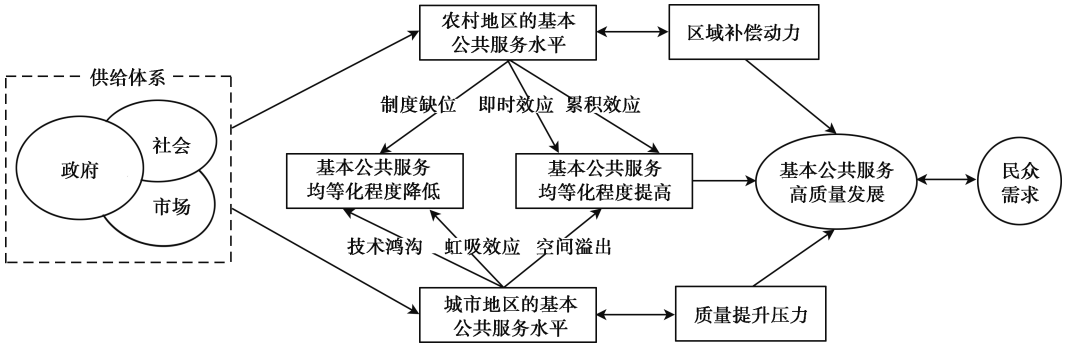 农村地区的基本
公共服务水平
区域补偿动力
供给体系
社会
政府
市场
制度缺位
即时效应
累积效应
基本公共服务
均等化程度降低
基本公共服务
均等化程度提高
基本公共服务
高质量发展
民众
需求
技术鸿沟
虹吸效应
空间溢出
城市地区的基本
公共服务水平
质量提升压力